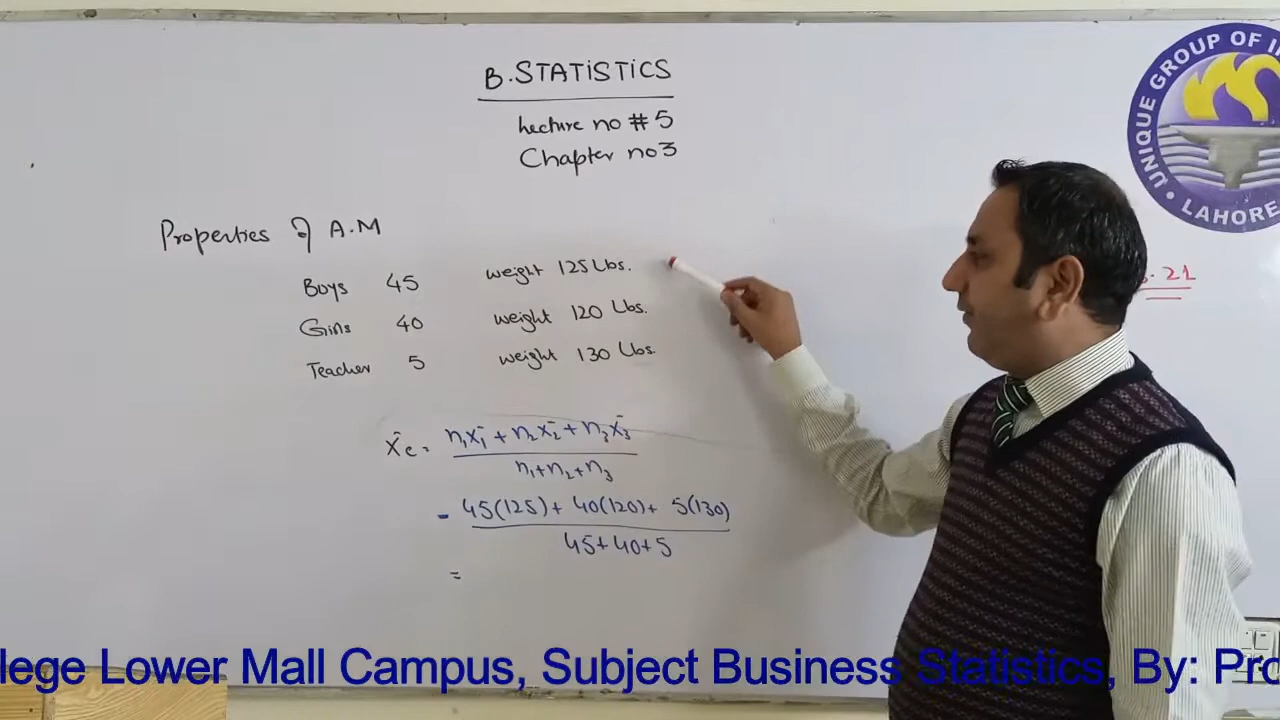 B. STATISTICS
Lecture no # 5
Chapter no 3
UNIQUE GROUP OF I
• LAHORE
21
Properties of A.M
Boys 45 weight 125 Lbs.
Girls 40 weight 120 Lbs.
Teacher 5 weight 130 Lbs.
X̄c = n₁x̄₁ + n₂x̄₂ + n₃x̄₃
n₁+n₂+n₃
= 45(125) + 40(120) + 5(130)
45+40+5
=
lege Lower Mall Campus, Subject Business Statistics, By: Pro